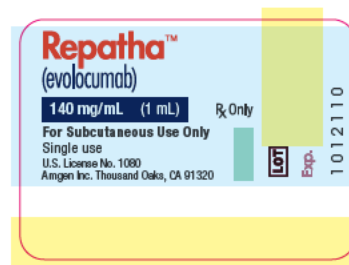 Repatha™
(evolocumab)
140 mg/mL (1 mL) ℞ Only
For Subcutaneous Use Only
Single use
U.S. License No. 1080
Amgen Inc. Thousand Oaks, CA 91320
LOT
Exp.
1012110